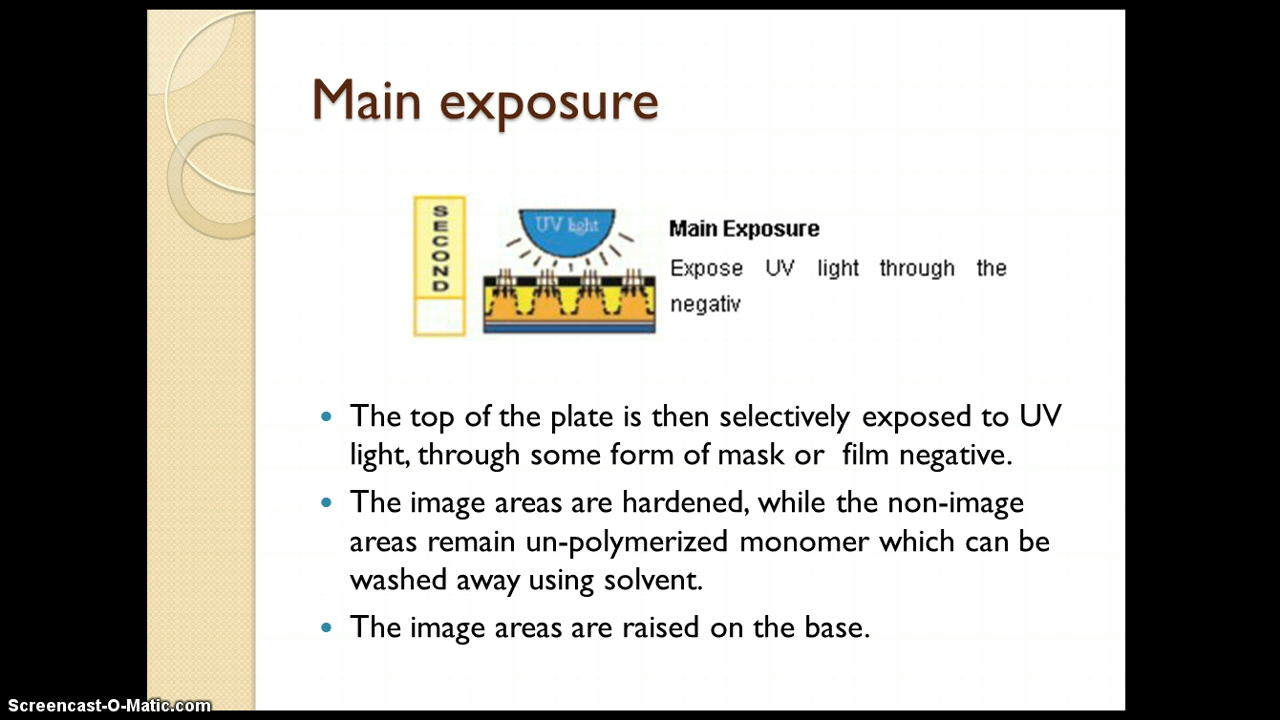 Main exposure
SECOND
UV light
Main Exposure
Expose UV light through the
negativ
• The top of the plate is then selectively exposed to UV
light, through some form of mask or film negative.
• The image areas are hardened, while the non-image
areas remain un-polymerized monomer which can be
washed away using solvent.
• The image areas are raised on the base.
Screencast-O-Matic.com